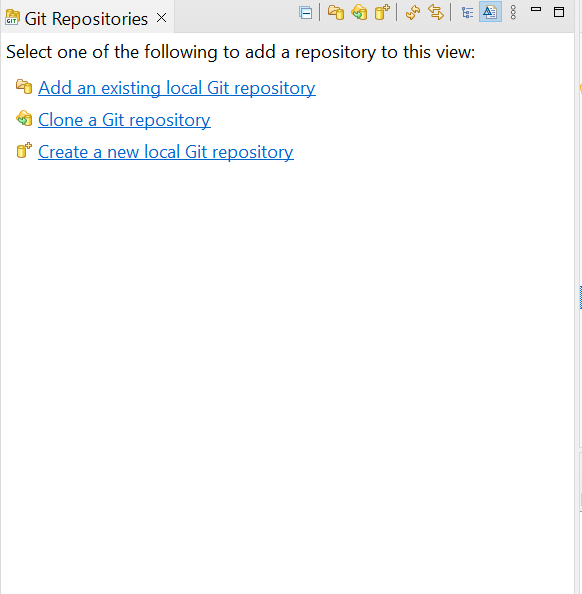 Git Repositories
Select one of the following to add a repository to this view:
Add an existing local Git repository
Clone a Git repository
Create a new local Git repository